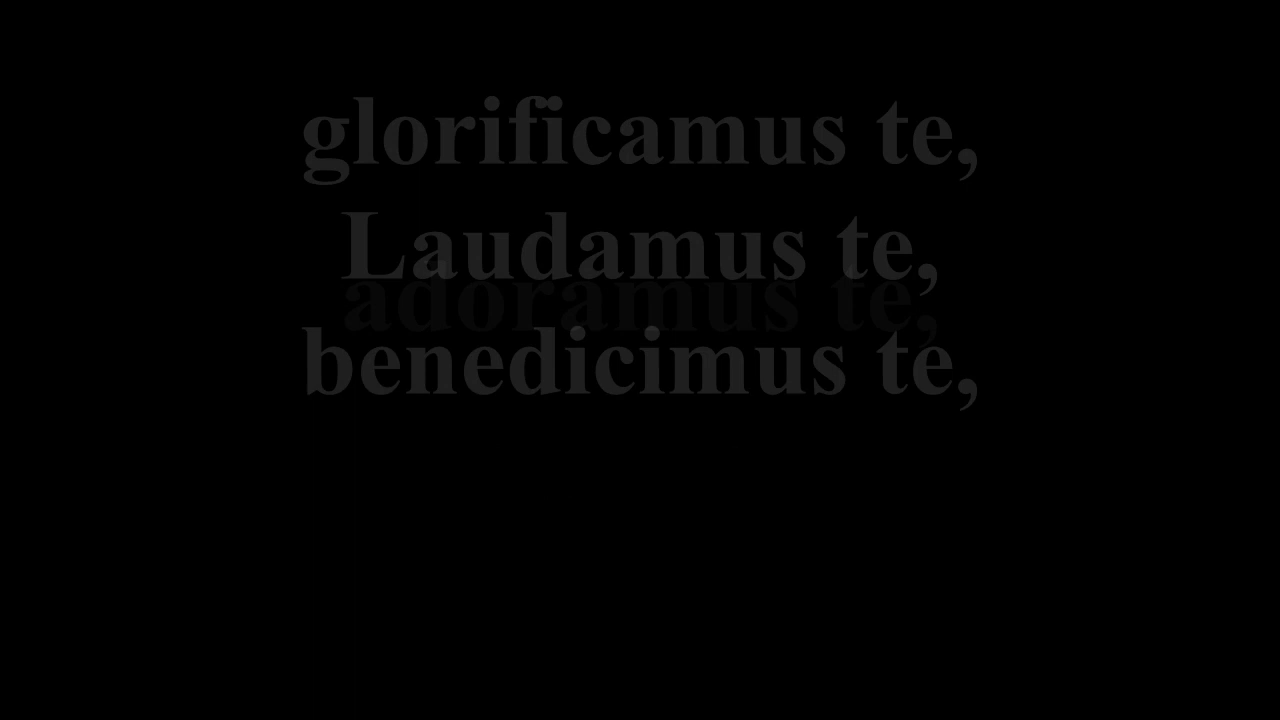 glorificamus te,
Laudamus te,
adoramus te,
benedicimus te,